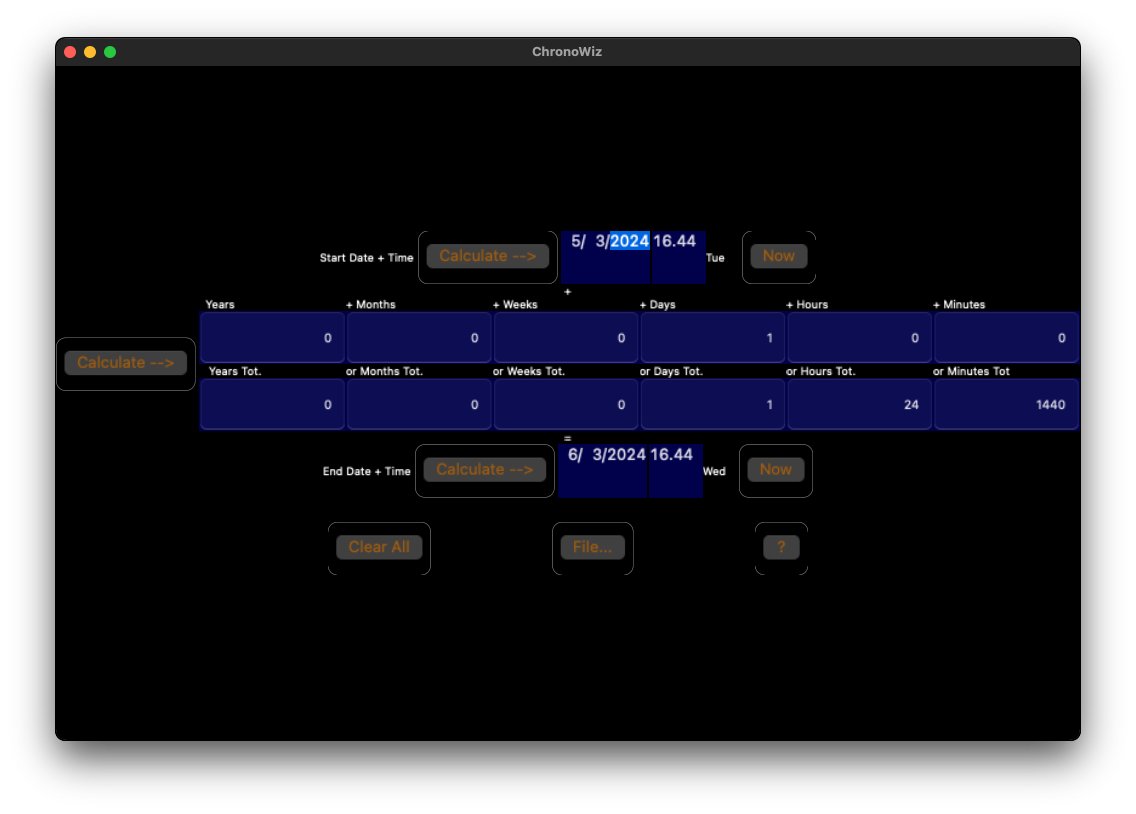 ChronoWiz
Start Date + Time Calculate --> 5/ 3/2024 16.44 Tue Now
+
Years + Months + Weeks + Days + Hours + Minutes
0 0 0 1 0 0
Calculate -->
Years Tot. or Months Tot. or Weeks Tot. or Days Tot. or Hours Tot. or Minutes Tot
0 0 0 1 24 1440
=
End Date + Time Calculate --> 6/ 3/2024 16.44 Wed Now
Clear All File... ?